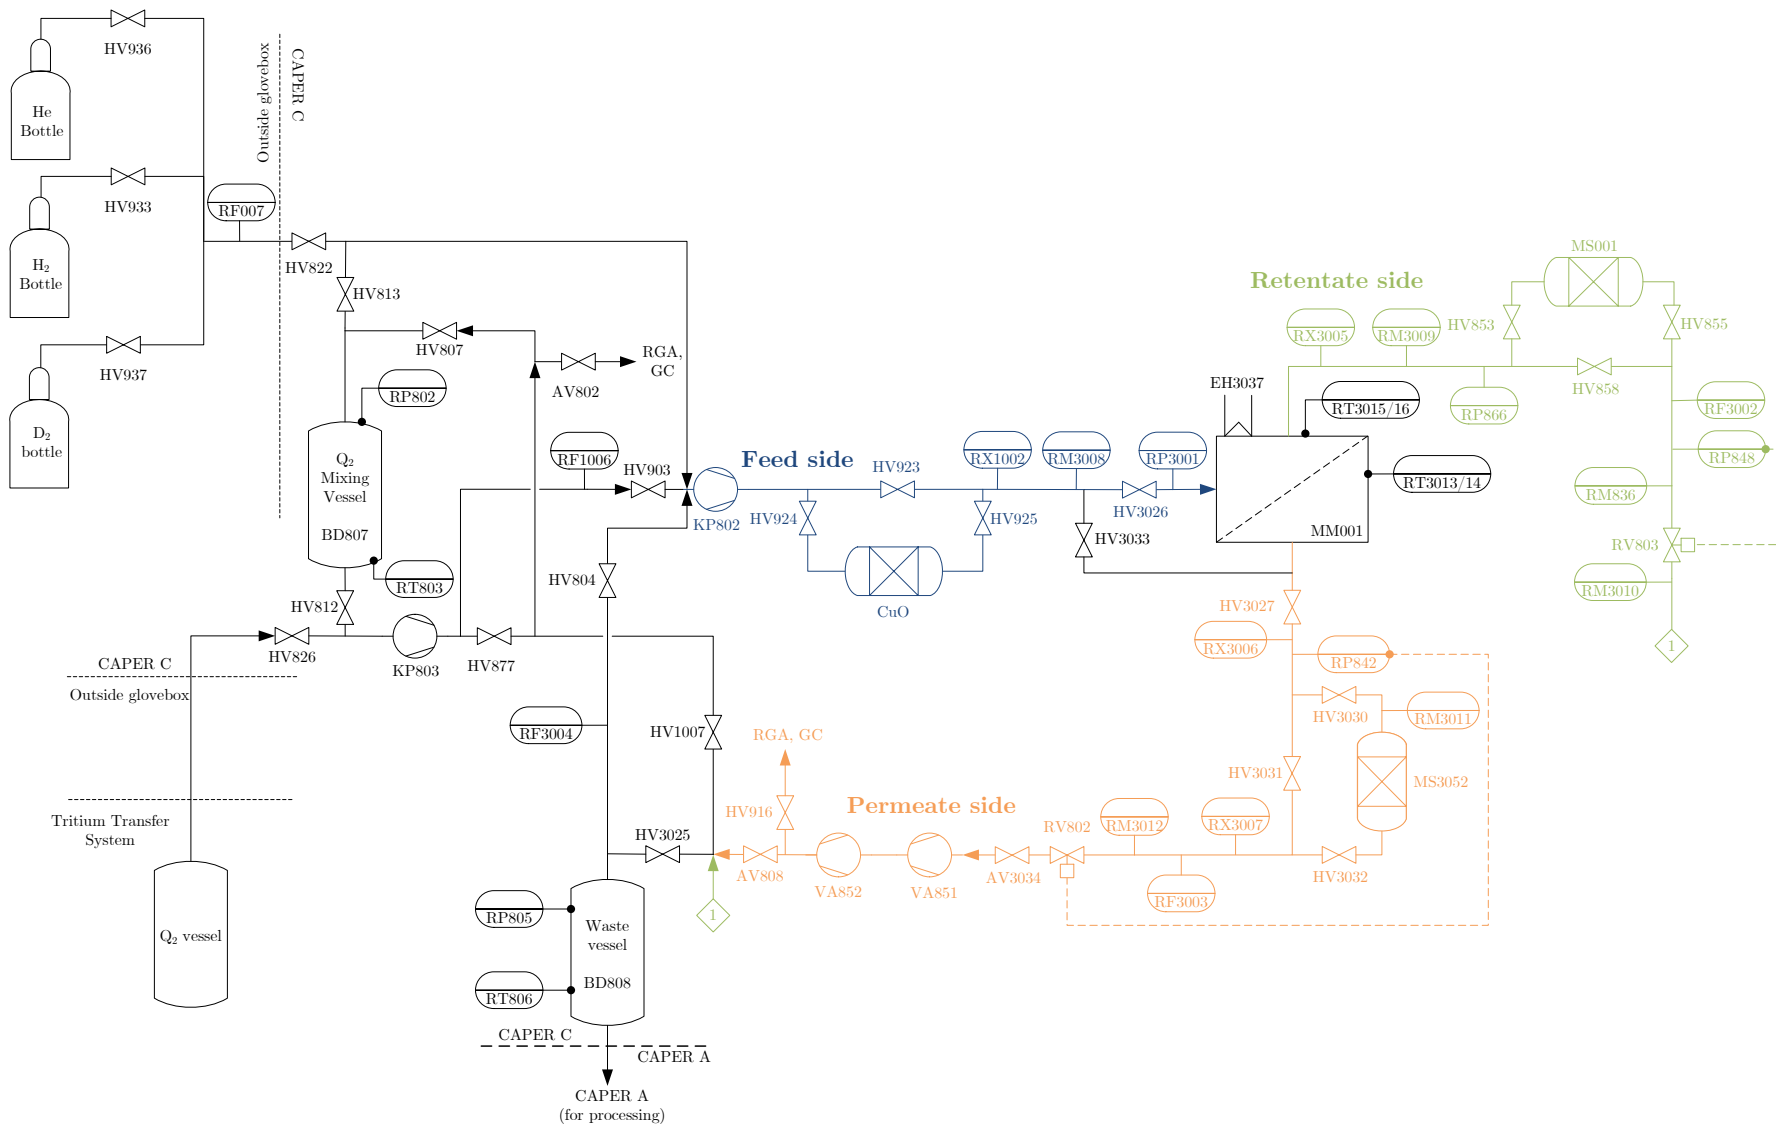 HV936
He
Bottle
HV933
H2
Bottle
HV937
D2
bottle
RF007
Outside glovebox
CAPER C
HV822
HV813
HV807
AV802
RGA,
GC
RP802
Q2
Mixing
Vessel
BD807
RT803
HV812
HV826
KP803
HV877
CAPER C
Outside glovebox
Tritium Transfer
System
Q2 vessel
RF1006
HV903
KP802
HV804
RF3004
HV1007
HV3025
RP805
RT806
Waste
vessel
BD808
CAPER C
CAPER A
CAPER A
(for processing)
Feed side
HV923
HV924
HV925
CuO
RX1002
RM3008
RP3001
HV3026
HV3033
EH3037
RT3015/16
RT3013/14
MM001
Retentate side
RX3005
RM3009
RP866
HV853
MS001
HV855
HV858
RF3002
RP848
RM836
RV803
RM3010
1
HV3027
RX3006
RP842
HV3030
RM3011
HV3031
MS3052
HV3032
Permeate side
RGA, GC
HV916
AV808
VA852
VA851
AV3034
RV802
RM3012
RX3007
RF3003
1